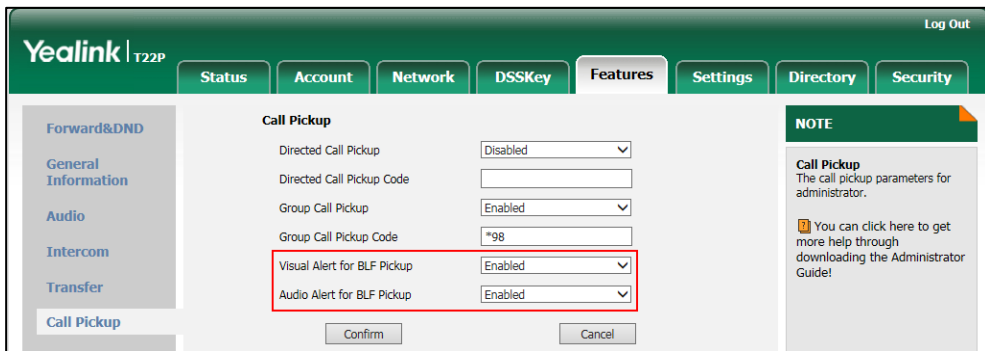 Log Out
Yealink | T22P
Status Account Network DSSKey Features Settings Directory Security
Forward&DND
General
Information
Audio
Intercom
Transfer
Call Pickup
Call Pickup
Directed Call Pickup Disabled
Directed Call Pickup Code
Group Call Pickup Enabled
Group Call Pickup Code *98
Visual Alert for BLF Pickup Enabled
Audio Alert for BLF Pickup Enabled
Confirm Cancel
NOTE
Call Pickup
The call pickup parameters for
administrator.
? You can click here to get
more help through
downloading the Administrator
Guide!